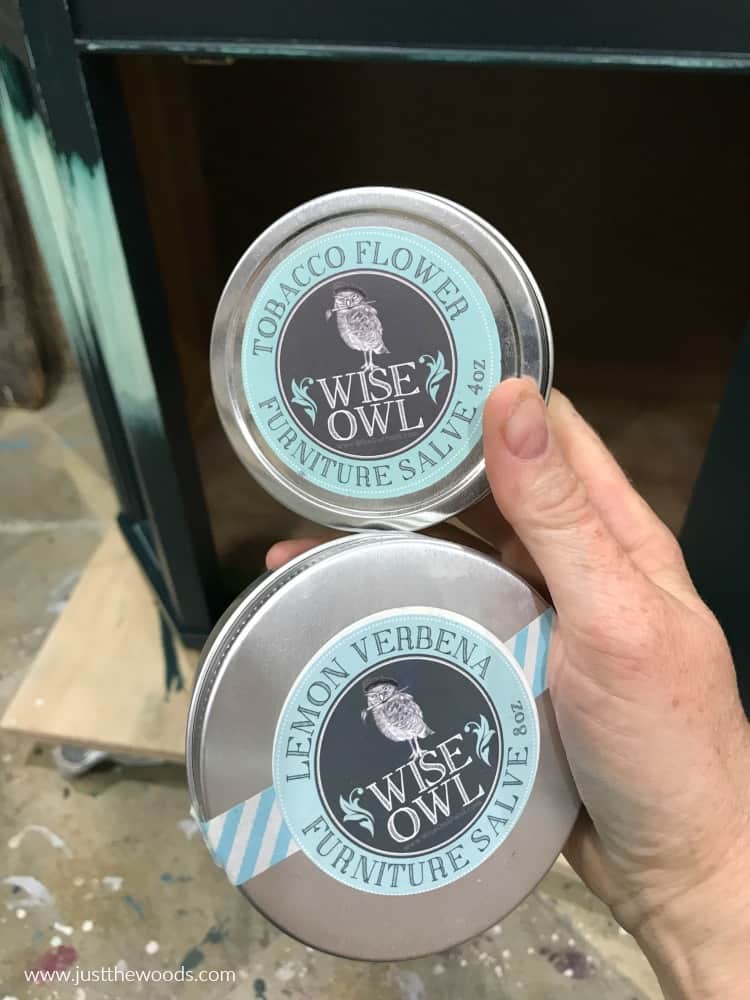 TOBACCO FLOWER
WISE
OWL
FURNITURE SALVE 4oz
LEMON VERBENA
WISE
OWL
FURNITURE SALVE 8oz
www.justthewoods.com